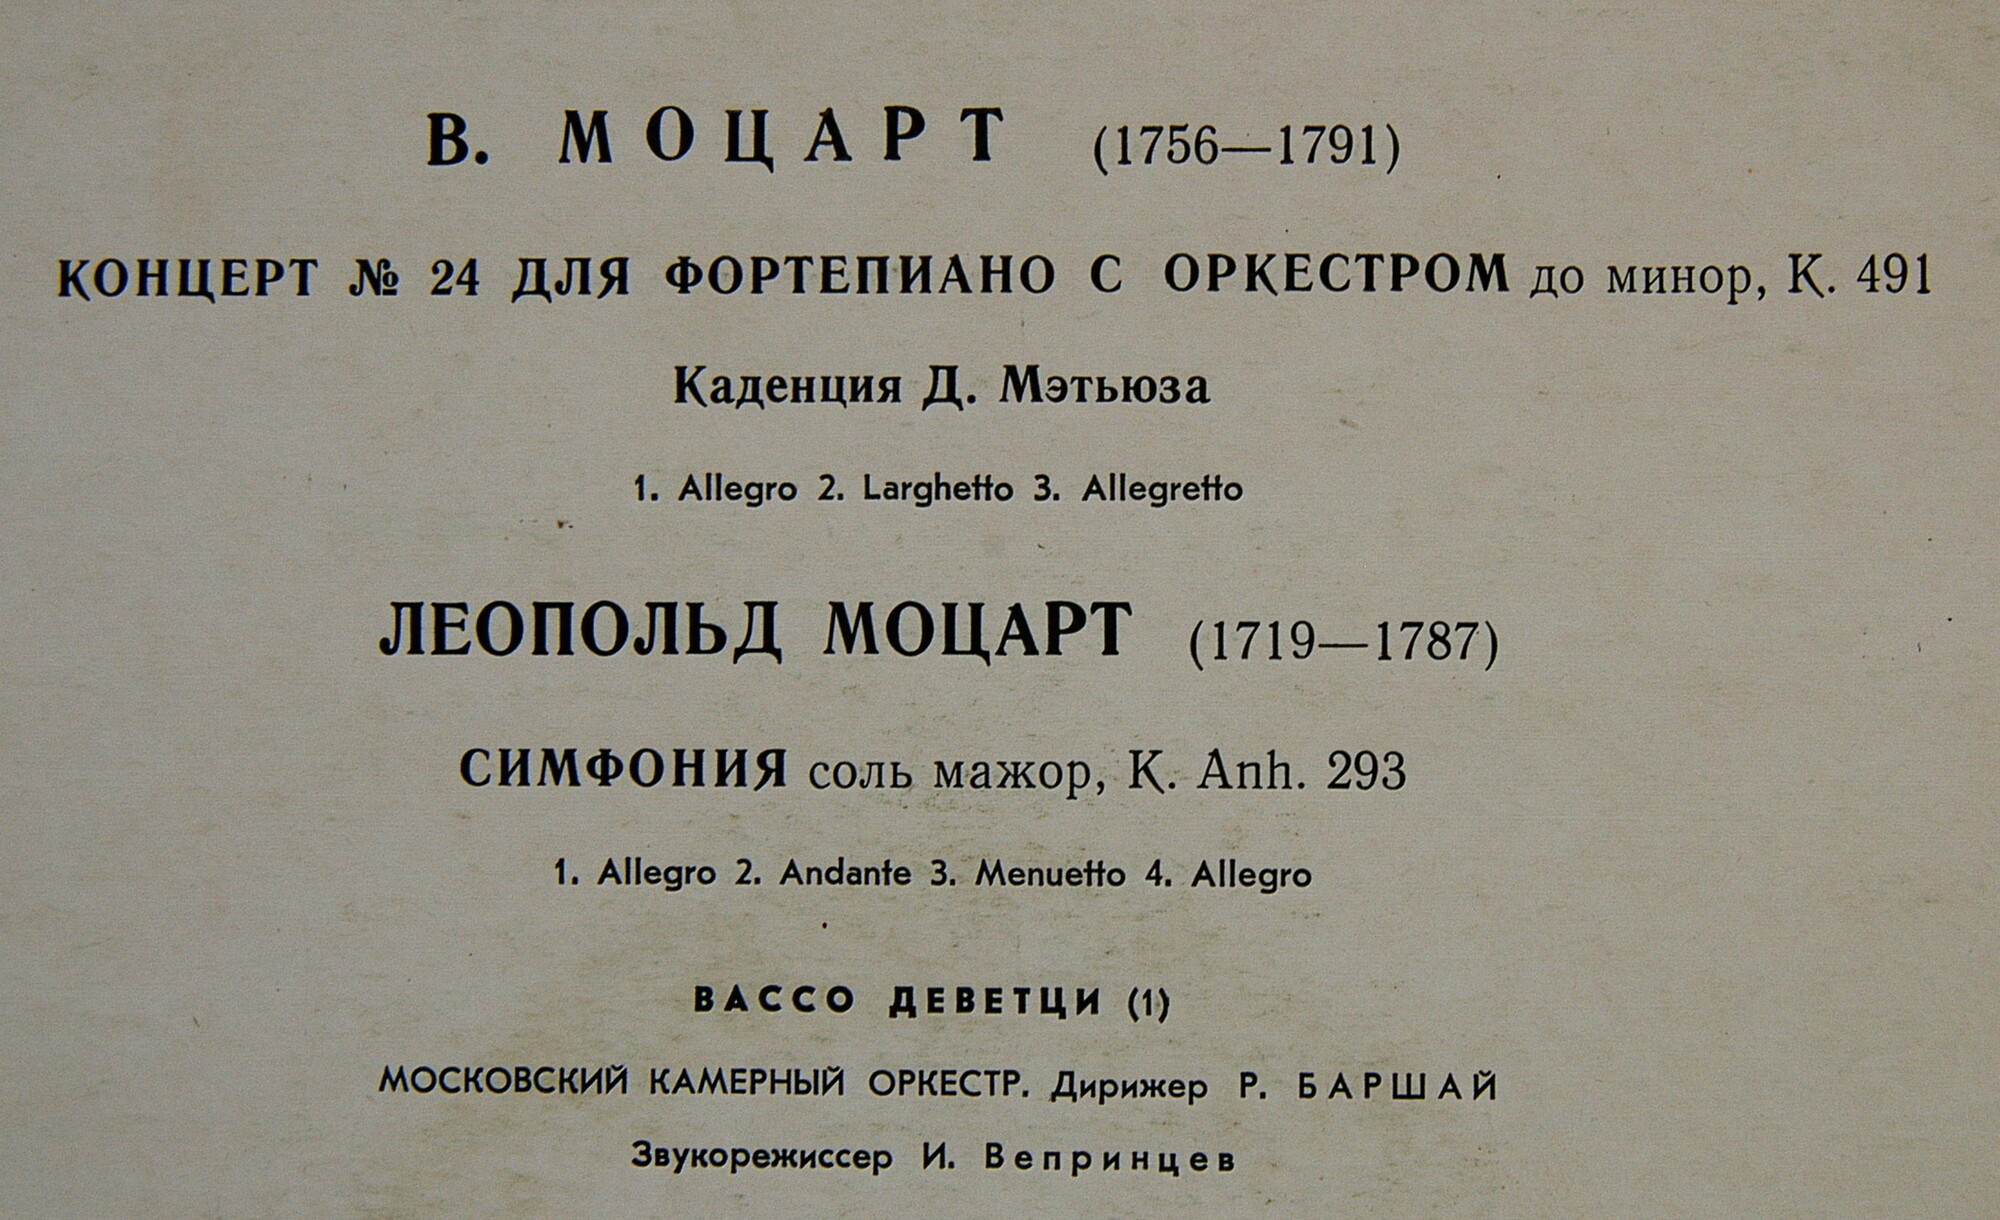 В. МОЦАРТ (1756—1791)
КОНЦЕРТ № 24 ДЛЯ ФОРТЕПИАНО С ОРКЕСТРОМ до минор, К. 491
Каденция Д. Мэтьюза
1. Allegro 2. Larghetto 3. Allegretto
ЛЕОПОЛЬД МОЦАРТ (1719—1787)
СИМФОНИЯ соль мажор, К. Anh. 293
1. Allegro 2. Andante 3. Menuetto 4. Allegro
ВАССО ДЕВЕТЦИ (1)
МОСКОВСКИЙ КАМЕРНЫЙ ОРКЕСТР. Дирижер Р. БАРШАЙ
Звукорежиссер И. Вепринцев